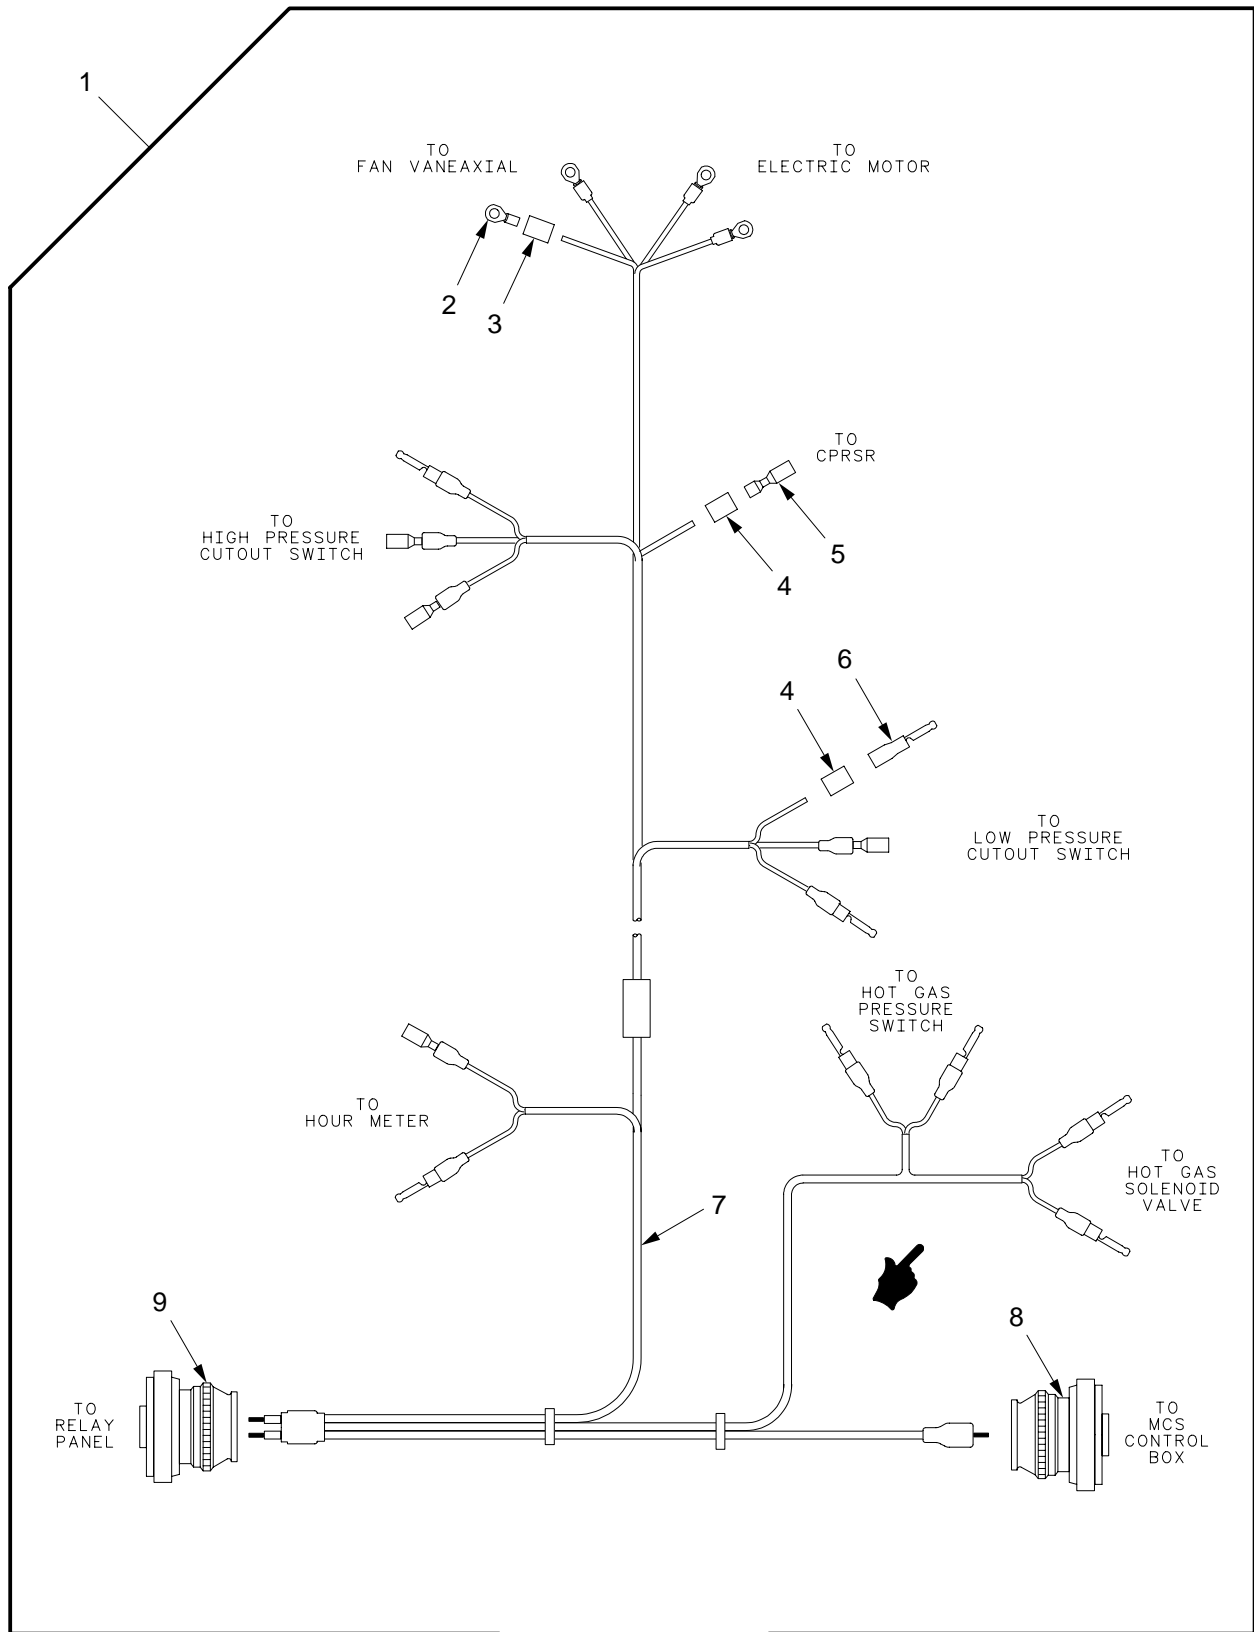 1
TO
FAN VANEAXIAL
TO
ELECTRIC MOTOR
2
3
TO
CPRSR
TO
HIGH PRESSURE
CUTOUT SWITCH
5
4
6
4
TO
LOW PRESSURE
CUTOUT SWITCH
TO
HOT GAS
PRESSURE
SWITCH
TO
HOUR METER
TO
HOT GAS
SOLENOID
VALVE
7
9
8
TO
RELAY
PANEL
TO
MCS
CONTROL
BOX